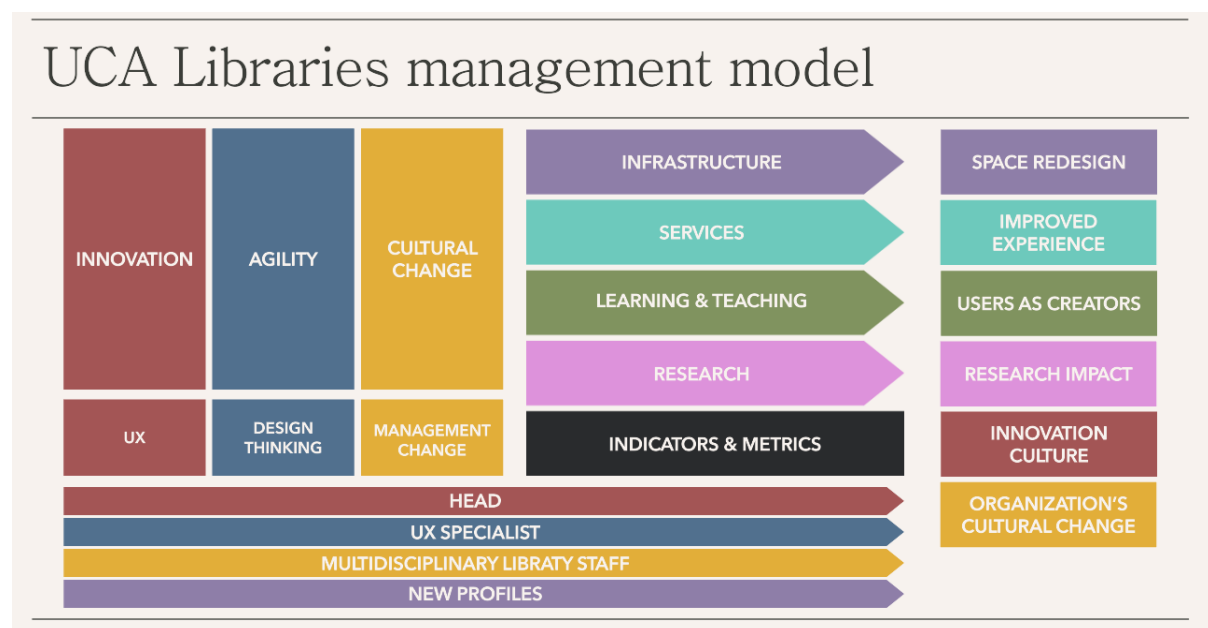 UCA Libraries management model
INNOVATION
AGILITY
CULTURAL
CHANGE
UX
DESIGN
THINKING
MANAGEMENT
CHANGE
INFRASTRUCTURE
SERVICES
LEARNING & TEACHING
RESEARCH
INDICATORS & METRICS
SPACE REDESIGN
IMPROVED
EXPERIENCE
USERS AS CREATORS
RESEARCH IMPACT
INNOVATION
CULTURE
ORGANIZATION'S
CULTURAL CHANGE
HEAD
UX SPECIALIST
MULTIDISCIPLINARY LIBRATY STAFF
NEW PROFILES